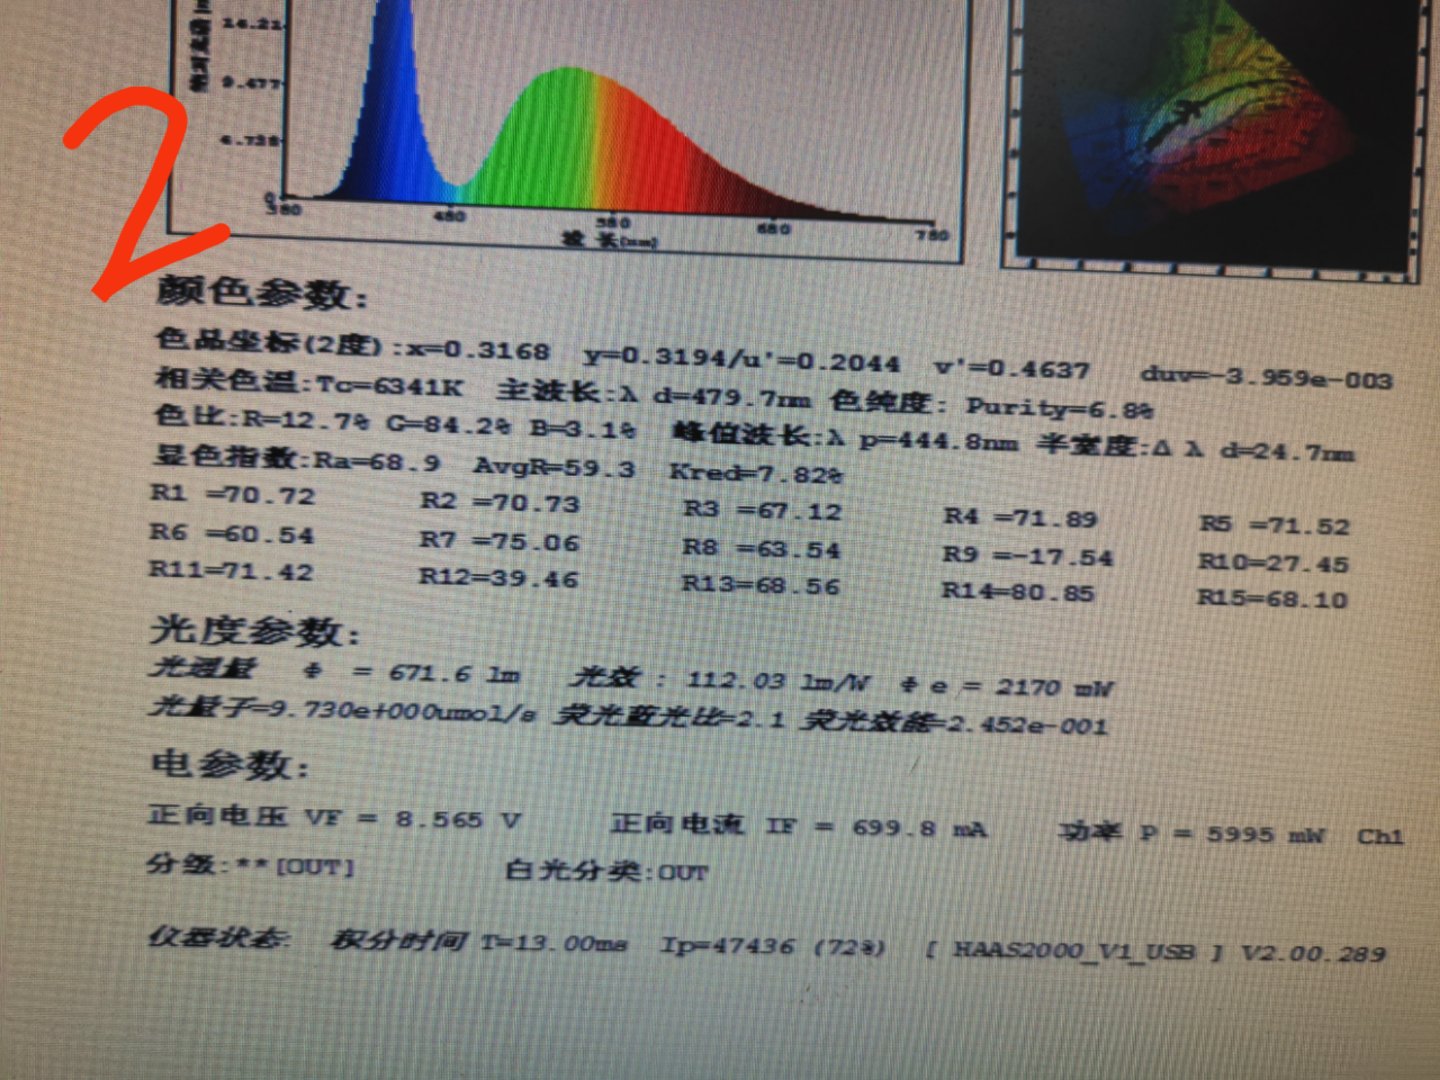 2
14.21
9.477
4.738
0
380 480 580 680 780
波 长(nm)
颜色参数:
色品坐标(2度):x=0.3168 y=0.3194/u'=0.2044 v'=0.4637 duv=-3.959e-003
相关色温:Tc=6341K 主波长:λ d=479.7nm 色纯度: Purity=6.8%
色比:R=12.7% G=84.2% B=3.1% 峰值波长:λ p=444.8nm 半宽度:Δ λ d=24.7nm
显色指数:Ra=68.9 AvgR=59.3 Kred=7.82%
R1 =70.72 R2 =70.73 R3 =67.12 R4 =71.89 R5 =71.52
R6 =60.54 R7 =75.06 R8 =63.54 R9 =-17.54 R10=27.45
R11=71.42 R12=39.46 R13=68.56 R14=80.85 R15=68.10
光度参数:
光通量 Φ = 671.6 lm 光效 : 112.03 lm/W Φ e = 2170 mW
光量子=9.730e+000umol/s 荧光蓝光比=2.1 荧光效能=2.452e-001
电参数:
正向电压 VF = 8.565 V 正向电流 IF = 699.8 mA 功率 P = 5995 mW Ch1
分级:**[OUT] 白光分类:OUT
仪器状态: 积分时间 T=13.00ms Ip=47436 (72%) [ HAAS2000_V1_USB ] V2.00.289